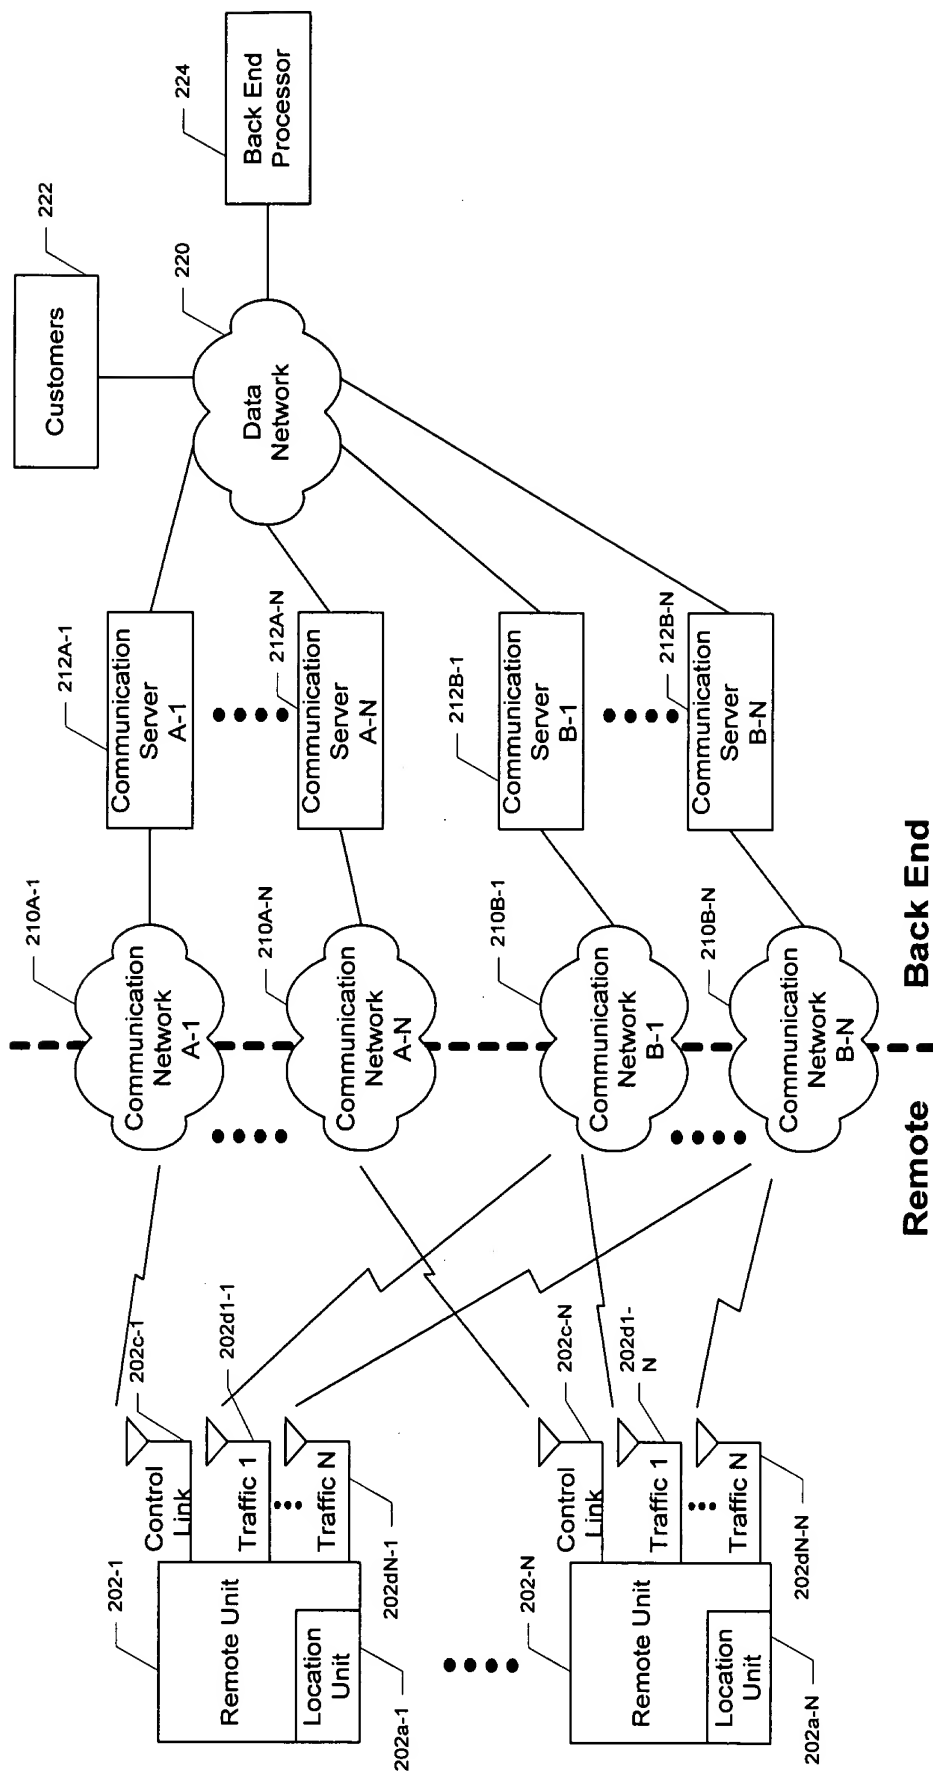 202-1
Remote Unit
Location
Unit
202a-1
Control
Link
202c-1
Traffic 1
202d1-1
Traffic N
202dN-1
202-N
Remote Unit
Location
Unit
202a-N
Control
Link
202c-N
Traffic 1
202d1-
N
Traffic N
202dN-N
210A-1
Communication
Network
A-1
210A-N
Communication
Network
A-N
210B-1
Communication
Network
B-1
210B-N
Communication
Network
B-N
Remote
Back End
212A-1
Communication
Server
A-1
212A-N
Communication
Server
A-N
212B-1
Communication
Server
B-1
212B-N
Communication
Server
B-N
220
Data
Network
222
Customers
224
Back End
Processor